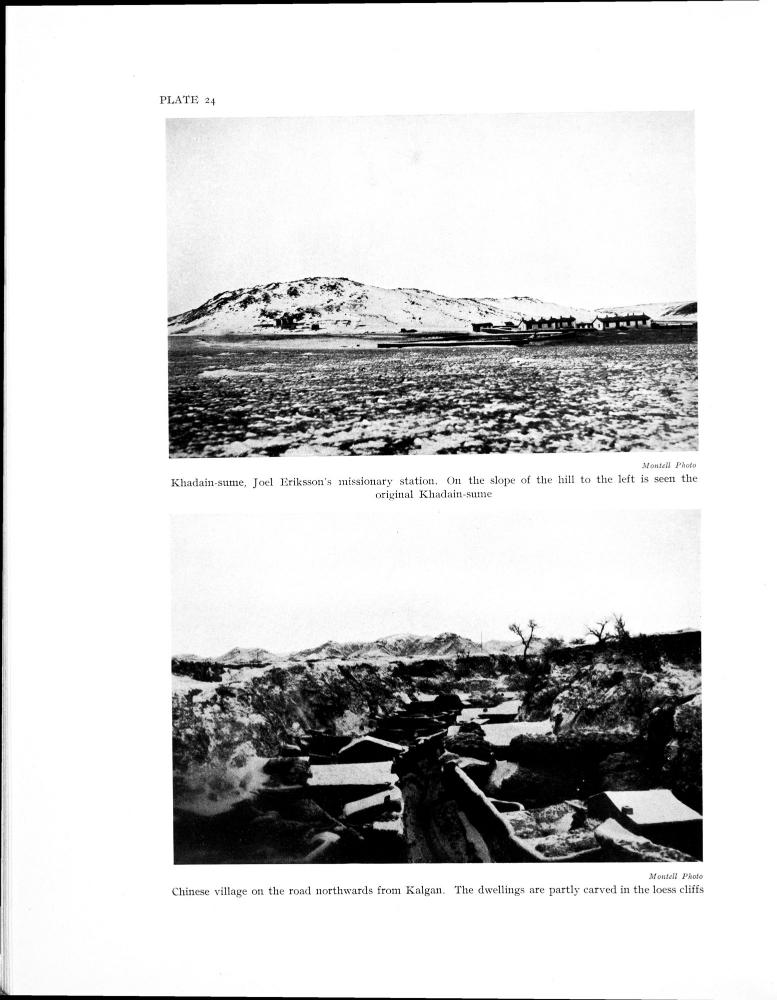 PLATE 24
Montell Photo
Khadain-sume, Joel Eriksson's missionary station. On the slope of the hill to the left is seen the
original Khadain-sume
Montell Photo
Chinese village on the road northwards from Kalgan. The dwellings are partly carved in the loess cliffs